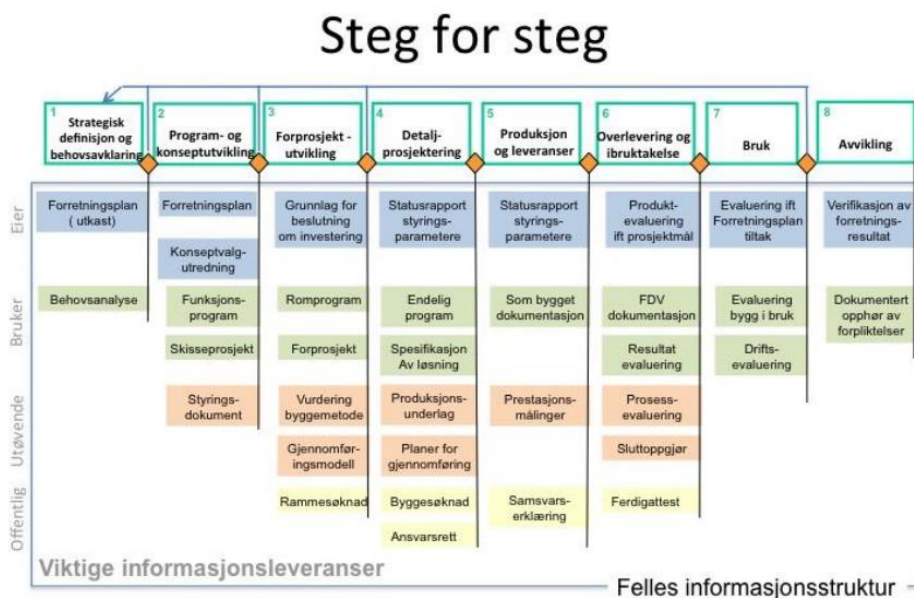 Steg for steg
1
Strategisk
definisjon og
behovsavklaring
2
Program- og
konseptutvikling
3
Forprosjekt -
utvikling
4
Detalj-
prosjektering
5
Produksjon
og leveranser
6
Overlevering og
ibruktakelse
7
Bruk
8
Avvikling
Eier
Forretningsplan
( utkast)
Forretningsplan
Grunnlag for
beslutning
om investering
Statusrapport
styrings-
parametere
Statusrapport
styrings-
parametere
Produkt-
evaluering
ift prosjektmål
Evaluering ift
Forretningsplan
tiltak
Verifikasjon av
forretnings-
resultat
Konseptvalg-
utredning
Bruker
Behovsanalyse
Funksjons-
program
Romprogram
Endelig
program
Som bygget
dokumentasjon
FDV
dokumentasjon
Evaluering
bygg i bruk
Dokumentert
opphør av
forpliktelser
Skisseprosjekt
Forprosjekt
Spesifikasjon
Av løsning
Resultat
evaluering
Drifts-
evaluering
Utøvende
Styrings-
dokument
Vurdering
byggemetode
Produksjons-
underlag
Prestasjons-
målinger
Prosess-
evaluering
Gjennomfør-
ingsmodell
Planer for
gjennomføring
Sluttoppgjør
Offentlig
Rammesøknad
Byggesøknad
Samsvars-
erklæring
Ferdigattest
Ansvarsrett
Viktige informasjonsleveranser
Felles informasjonsstruktur